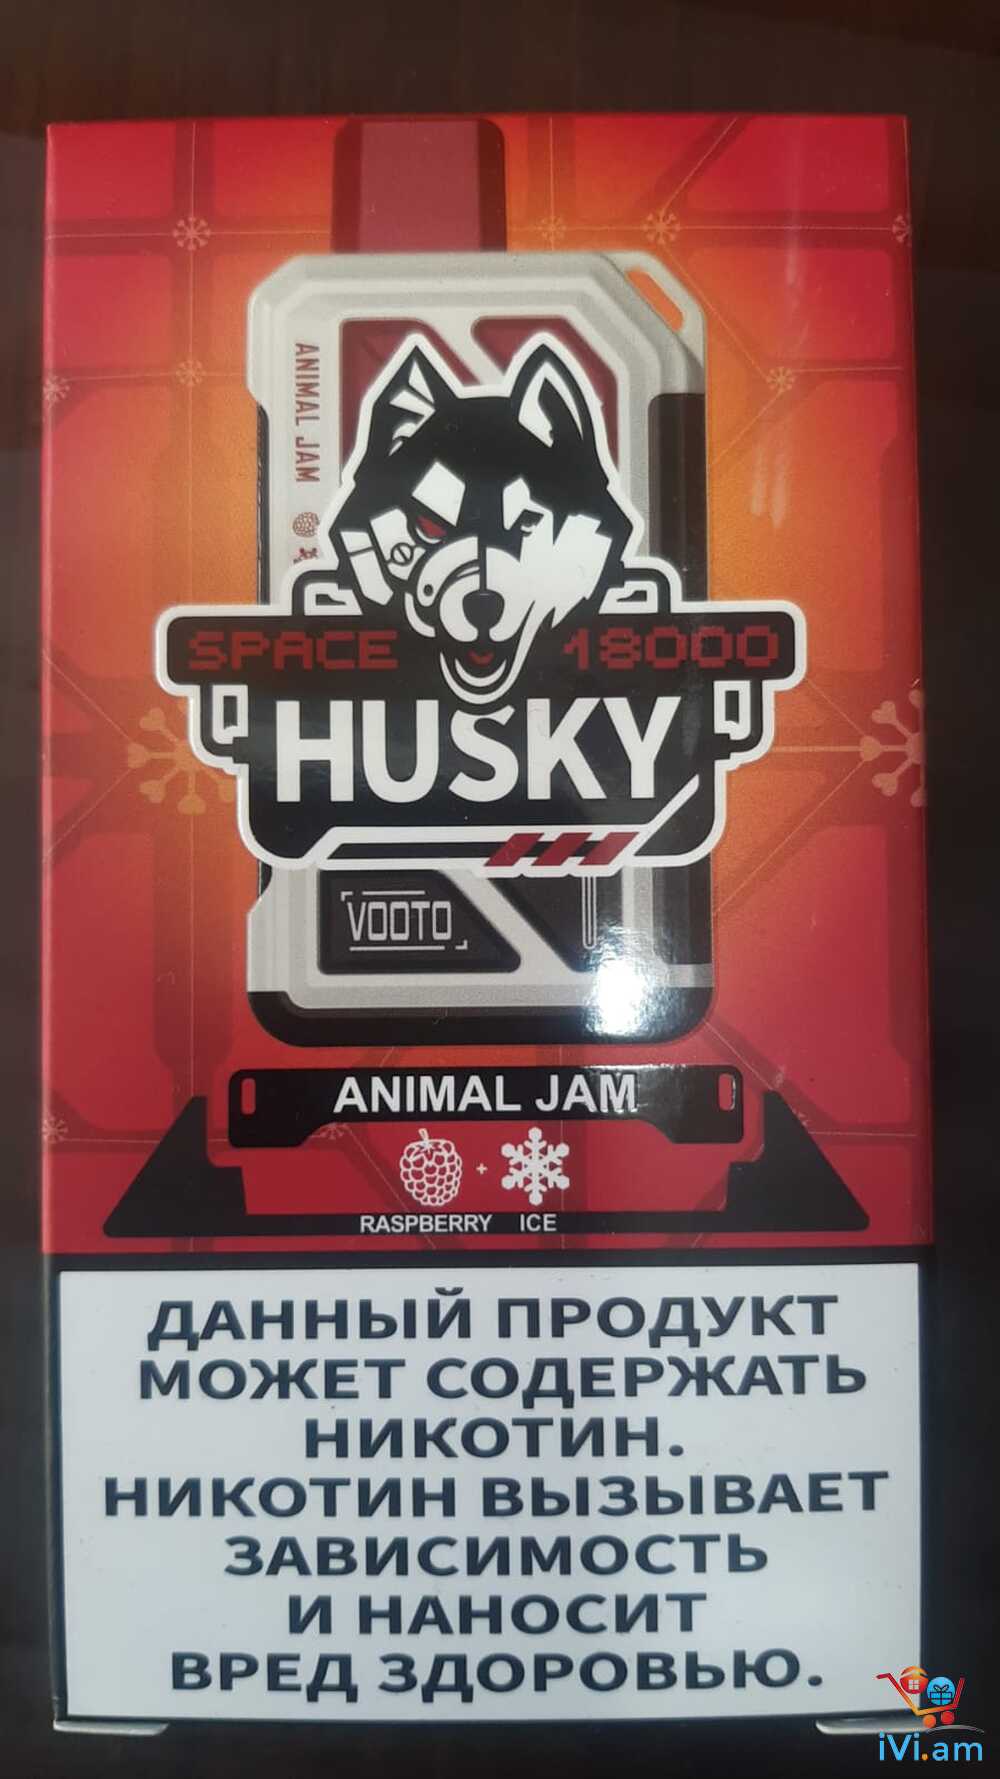 ANIMAL JAM
SPACE 18000
HUSKY
VOOTO
ANIMAL JAM
+
RASPBERRY ICE
ДАННЫЙ ПРОДУКТ
МОЖЕТ СОДЕРЖАТЬ
НИКОТИН.
НИКОТИН ВЫЗЫВАЕТ
ЗАВИСИМОСТЬ
И НАНОСИТ
ВРЕД ЗДОРОВЬЮ.
iVi.am